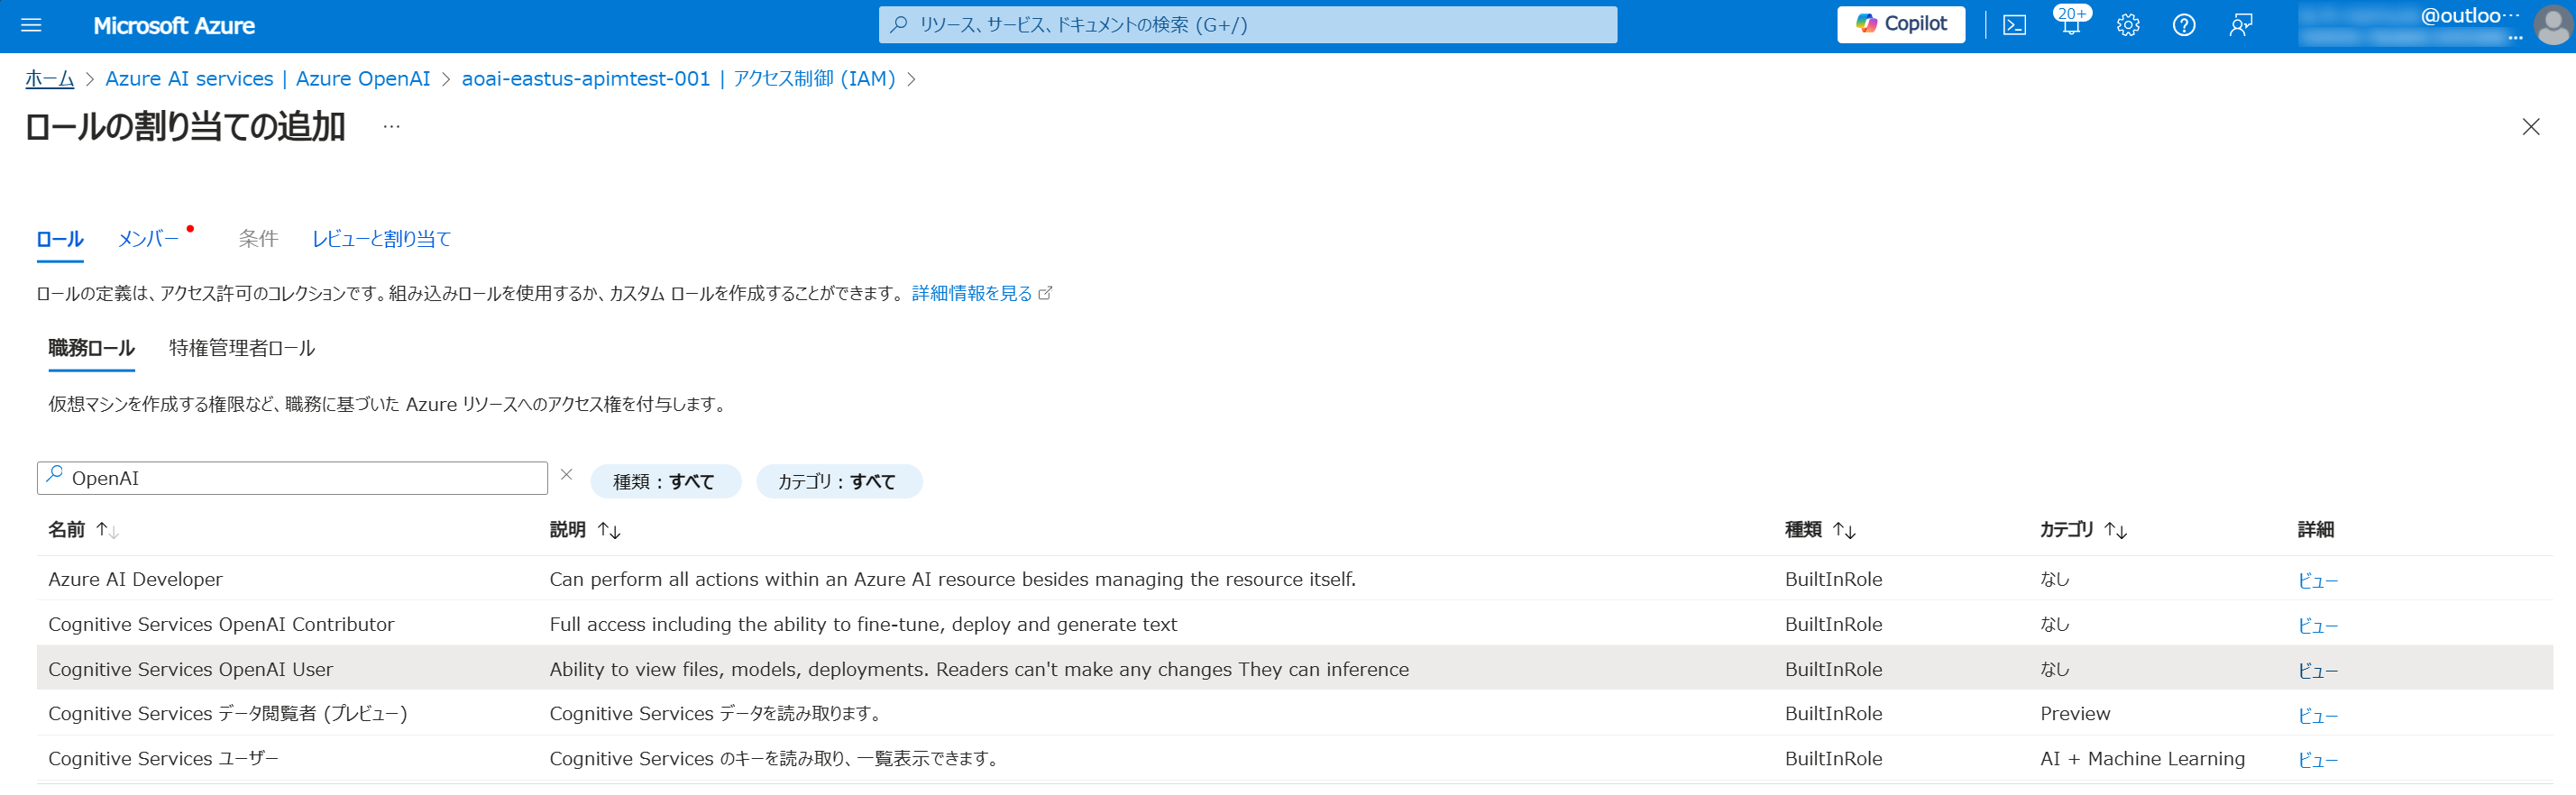 Microsoft Azure
リソース、サービス、ドキュメントの検索 (G+/)
Copilot
20+
@outloo…
…
ホーム > Azure AI services | Azure OpenAI > aoai-eastus-apimtest-001 | アクセス制御 (IAM) >
ロールの割り当ての追加 …
ロール メンバー 条件 レビューと割り当て
ロールの定義は、アクセス許可のコレクションです。組み込みロールを使用するか、カスタム ロールを作成することができます。 詳細情報を見る
職務ロール 特権管理者ロール
仮想マシンを作成する権限など、職務に基づいた Azure リソースへのアクセス権を付与します。
OpenAI 種類 : すべて カテゴリ : すべて
名前 ↑↓ 説明 ↑↓ 種類 ↑↓ カテゴリ ↑↓ 詳細
Azure AI Developer Can perform all actions within an Azure AI resource besides managing the resource itself. BuiltInRole なし ビュー
Cognitive Services OpenAI Contributor Full access including the ability to fine-tune, deploy and generate text BuiltInRole なし ビュー
Cognitive Services OpenAI User Ability to view files, models, deployments. Readers can't make any changes They can inference BuiltInRole なし ビュー
Cognitive Services データ閲覧者 (プレビュー) Cognitive Services データを読み取ります。 BuiltInRole Preview ビュー
Cognitive Services ユーザー Cognitive Services のキーを読み取り、一覧表示できます。 BuiltInRole AI + Machine Learning ビュー